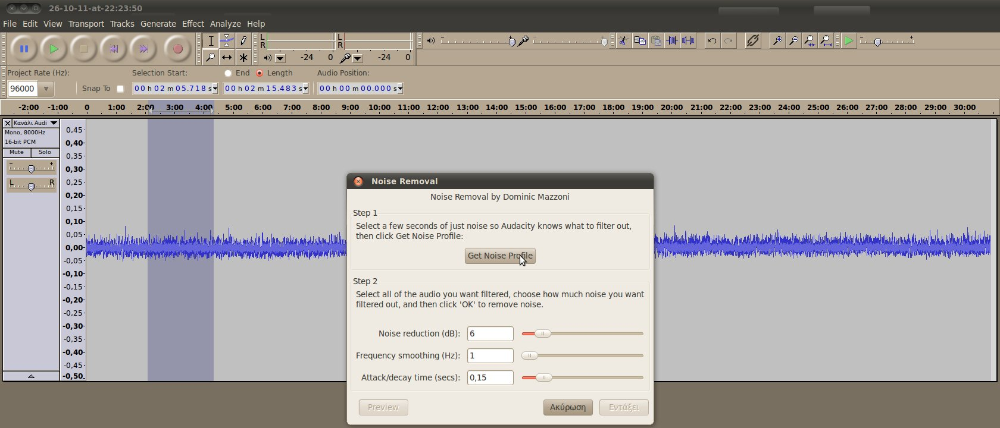 26-10-11-at-22:23:50
File Edit View Transport Tracks Generate Effect Analyze Help
L
R
-24 0
L
R
-24 0
Project Rate (Hz): Selection Start: End Length Audio Position:
96000 Snap To 00 h 02 m 05.718 s 00 h 02 m 15.483 s 00 h 00 m 00.000 s
-2:00 -1:00 0 1:00 2:00 3:00 4:00 5:00 6:00 7:00 8:00 9:00 10:00 11:00 12:00 13:00 14:00 15:00 16:00 17:00 18:00 19:00 20:00 21:00 22:00 23:00 24:00 25:00 26:00 27:00 28:00 29:00 30:00
Κανάλι Audi
Mono, 8000Hz
16-bit PCM
Mute Solo
- +
L R
0,45
0,40
0,35
0,30
0,25
0,20
0,15
0,10
0,05
0,00
-0,05
-0,10
-0,15
-0,20
-0,25
-0,30
-0,35
-0,40
-0,45
-0,50
Noise Removal
Noise Removal by Dominic Mazzoni
Step 1
Select a few seconds of just noise so Audacity knows what to filter out,
then click Get Noise Profile:
Get Noise Profile
Step 2
Select all of the audio you want filtered, choose how much noise you want
filtered out, and then click 'OK' to remove noise.
Noise reduction (dB): 6
Frequency smoothing (Hz): 1
Attack/decay time (secs): 0,15
Preview Ακύρωση Εντάξει